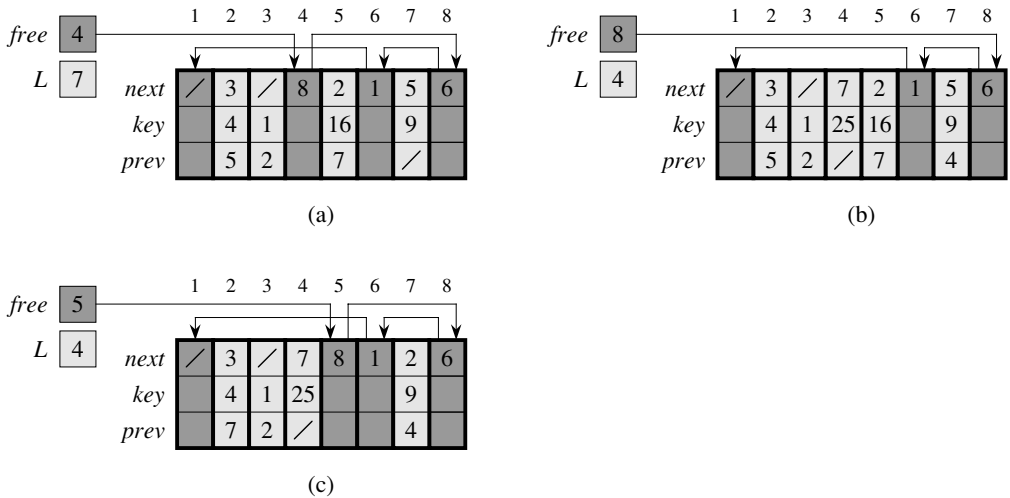 1 2 3 4 5 6 7 8
free 4
L 7
next / 3 / 8 2 1 5 6
key 4 1 16 9
prev 5 2 7 /
(a)
1 2 3 4 5 6 7 8
free 8
L 4
next / 3 / 7 2 1 5 6
key 4 1 25 16 9
prev 5 2 / 7 4
(b)
1 2 3 4 5 6 7 8
free 5
L 4
next / 3 / 7 8 1 2 6
key 4 1 25 9
prev 7 2 / 4
(c)